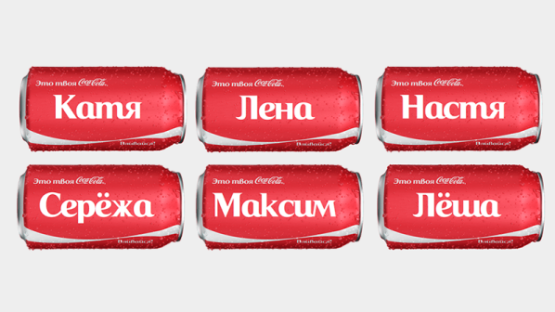 Это твоя Coca-Cola
Катя
Это твоя Coca-Cola
Лена
Это твоя Coca-Cola
Настя
Это твоя Coca-Cola
Серёжа
Это твоя Coca-Cola
Максим
Это твоя Coca-Cola
Лёша